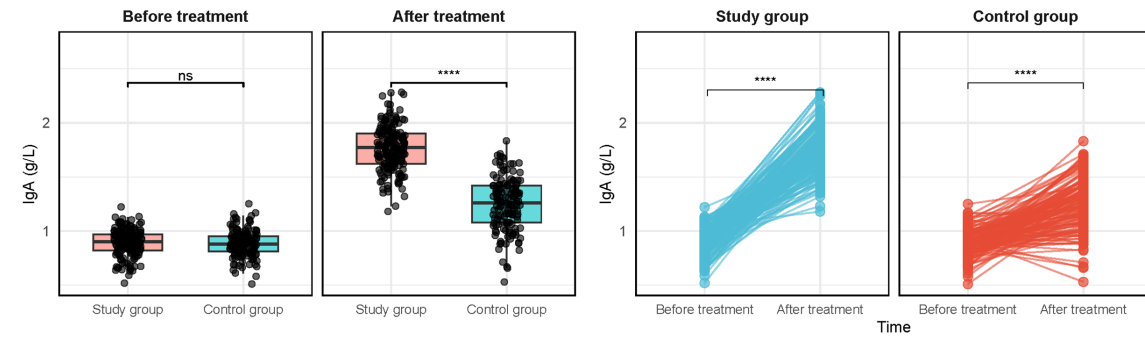 Before treatment
After treatment
Study group
Control group
IgA (g/L)
2
1
ns
****
Study group
Control group
Study group
Control group
IgA (g/L)
2
1
****
****
Before treatment
After treatment
Before treatment
After treatment
Time